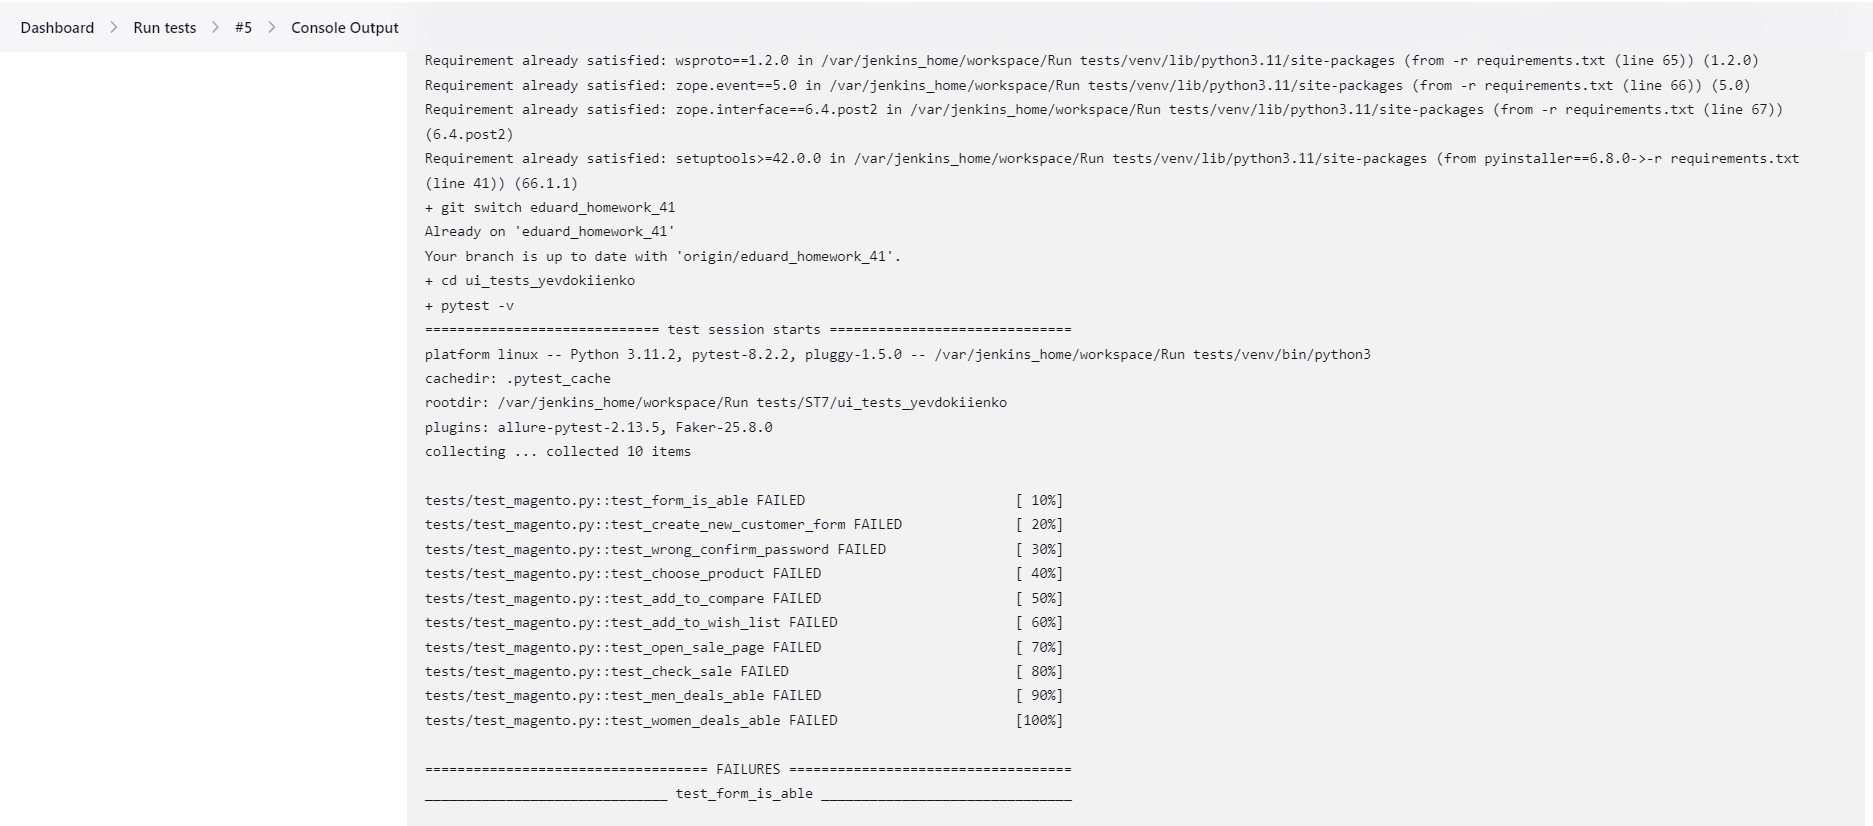 Dashboard > Run tests > #5 > Console Output
Requirement already satisfied: wsproto==1.2.0 in /var/jenkins_home/workspace/Run tests/venv/lib/python3.11/site-packages (from -r requirements.txt (line 65)) (1.2.0)
Requirement already satisfied: zope.event==5.0 in /var/jenkins_home/workspace/Run tests/venv/lib/python3.11/site-packages (from -r requirements.txt (line 66)) (5.0)
Requirement already satisfied: zope.interface==6.4.post2 in /var/jenkins_home/workspace/Run tests/venv/lib/python3.11/site-packages (from -r requirements.txt (line 67))
(6.4.post2)
Requirement already satisfied: setuptools>=42.0.0 in /var/jenkins_home/workspace/Run tests/venv/lib/python3.11/site-packages (from pyinstaller==6.8.0->-r requirements.txt
(line 41)) (66.1.1)
+ git switch eduard_homework_41
Already on 'eduard_homework_41'
Your branch is up to date with 'origin/eduard_homework_41'.
+ cd ui_tests_yevdokiienko
+ pytest -v
============================= test session starts ==============================
platform linux -- Python 3.11.2, pytest-8.2.2, pluggy-1.5.0 -- /var/jenkins_home/workspace/Run tests/venv/bin/python3
cachedir: .pytest_cache
rootdir: /var/jenkins_home/workspace/Run tests/ST7/ui_tests_yevdokiienko
plugins: allure-pytest-2.13.5, Faker-25.8.0
collecting ... collected 10 items
tests/test_magento.py::test_form_is_able FAILED [ 10%]
tests/test_magento.py::test_create_new_customer_form FAILED [ 20%]
tests/test_magento.py::test_wrong_confirm_password FAILED [ 30%]
tests/test_magento.py::test_choose_product FAILED [ 40%]
tests/test_magento.py::test_add_to_compare FAILED [ 50%]
tests/test_magento.py::test_add_to_wish_list FAILED [ 60%]
tests/test_magento.py::test_open_sale_page FAILED [ 70%]
tests/test_magento.py::test_check_sale FAILED [ 80%]
tests/test_magento.py::test_men_deals_able FAILED [ 90%]
tests/test_magento.py::test_women_deals_able FAILED [100%]
=================================== FAILURES ===================================
______________________________ test_form_is_able _______________________________